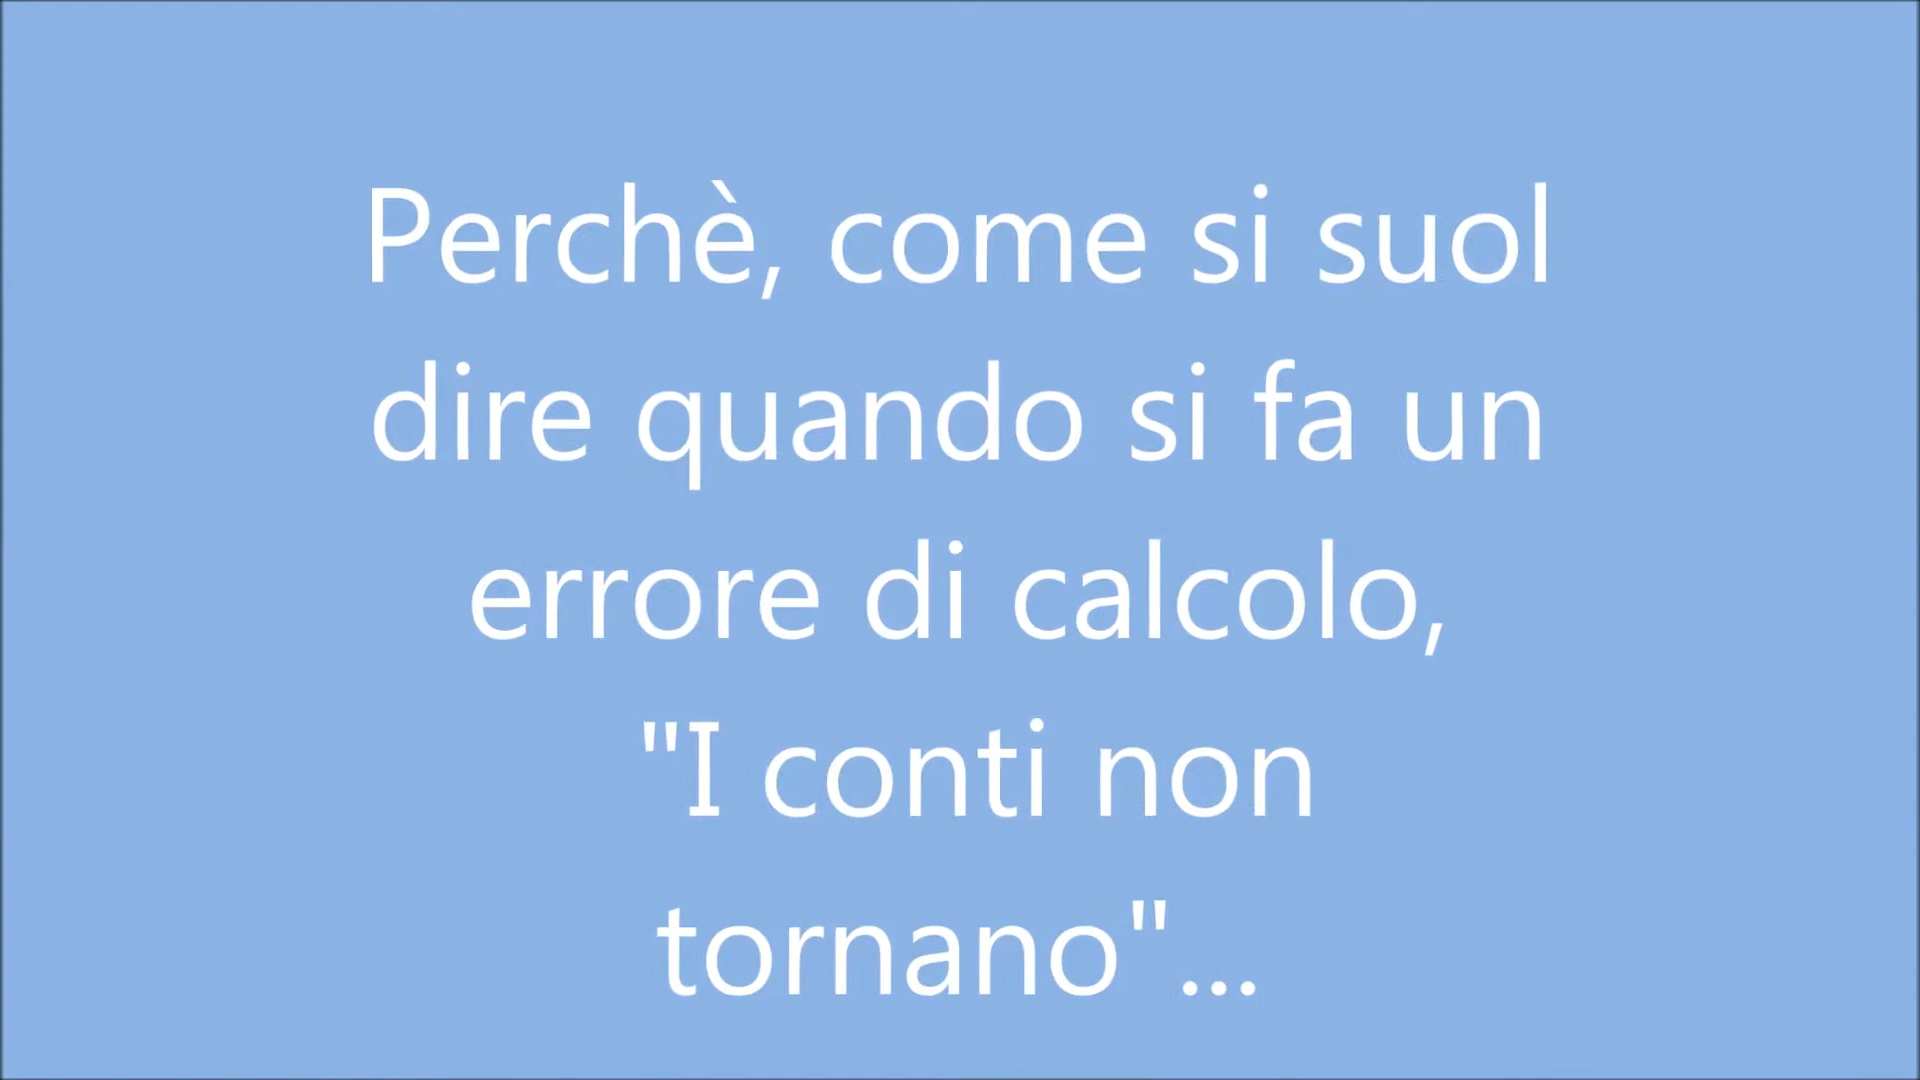 Perchè, come si suol
dire quando si fa un
errore di calcolo,
"I conti non
tornano"...